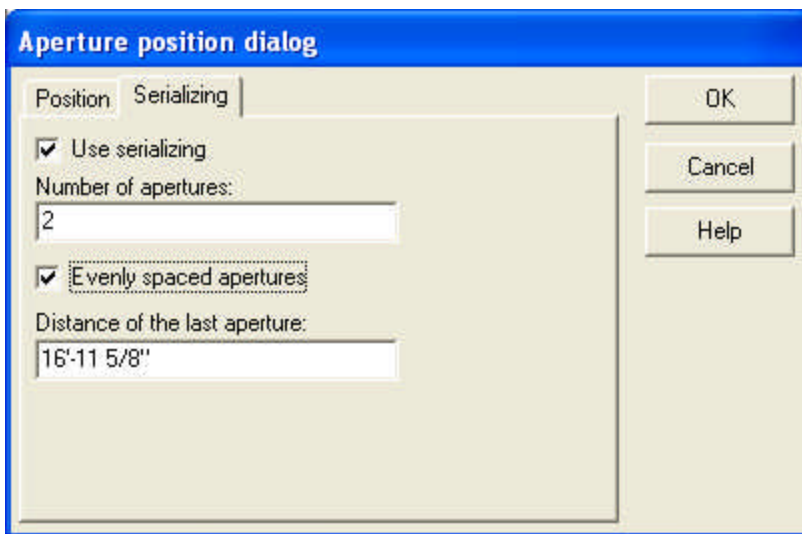 Aperture position dialog
Position Serializing
OK
Use serializing
Cancel
Number of apertures:
2
Help
Evenly spaced apertures
Distance of the last aperture:
16'-11 5/8"